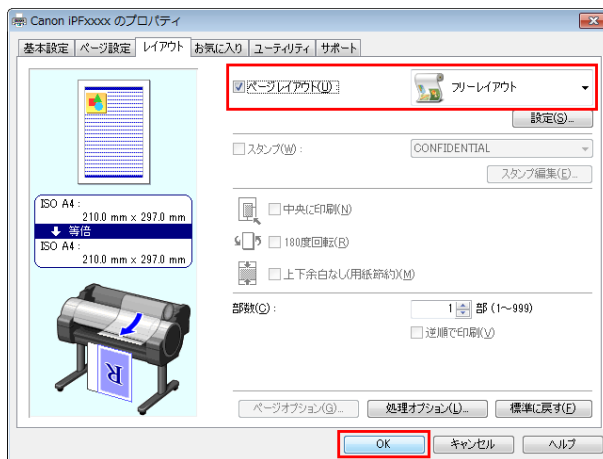 Canon iPFxxxx のプロパティ
基本設定 ページ設定 レイアウト お気に入り ユーティリティ サポート
ページレイアウト(U) : フリーレイアウト
設定(S)...
スタンプ(W) : CONFIDENTIAL
スタンプ編集(E)...
ISO A4 :
210.0 mm x 297.0 mm
等倍
ISO A4 :
210.0 mm x 297.0 mm
中央に印刷(N)
180度回転(R)
上下余白なし(用紙節約)(M)
部数(C) : 1 部 (1~999)
逆順で印刷(V)
R
ページオプション(G)... 処理オプション(L)... 標準に戻す(F)
OK キャンセル ヘルプ